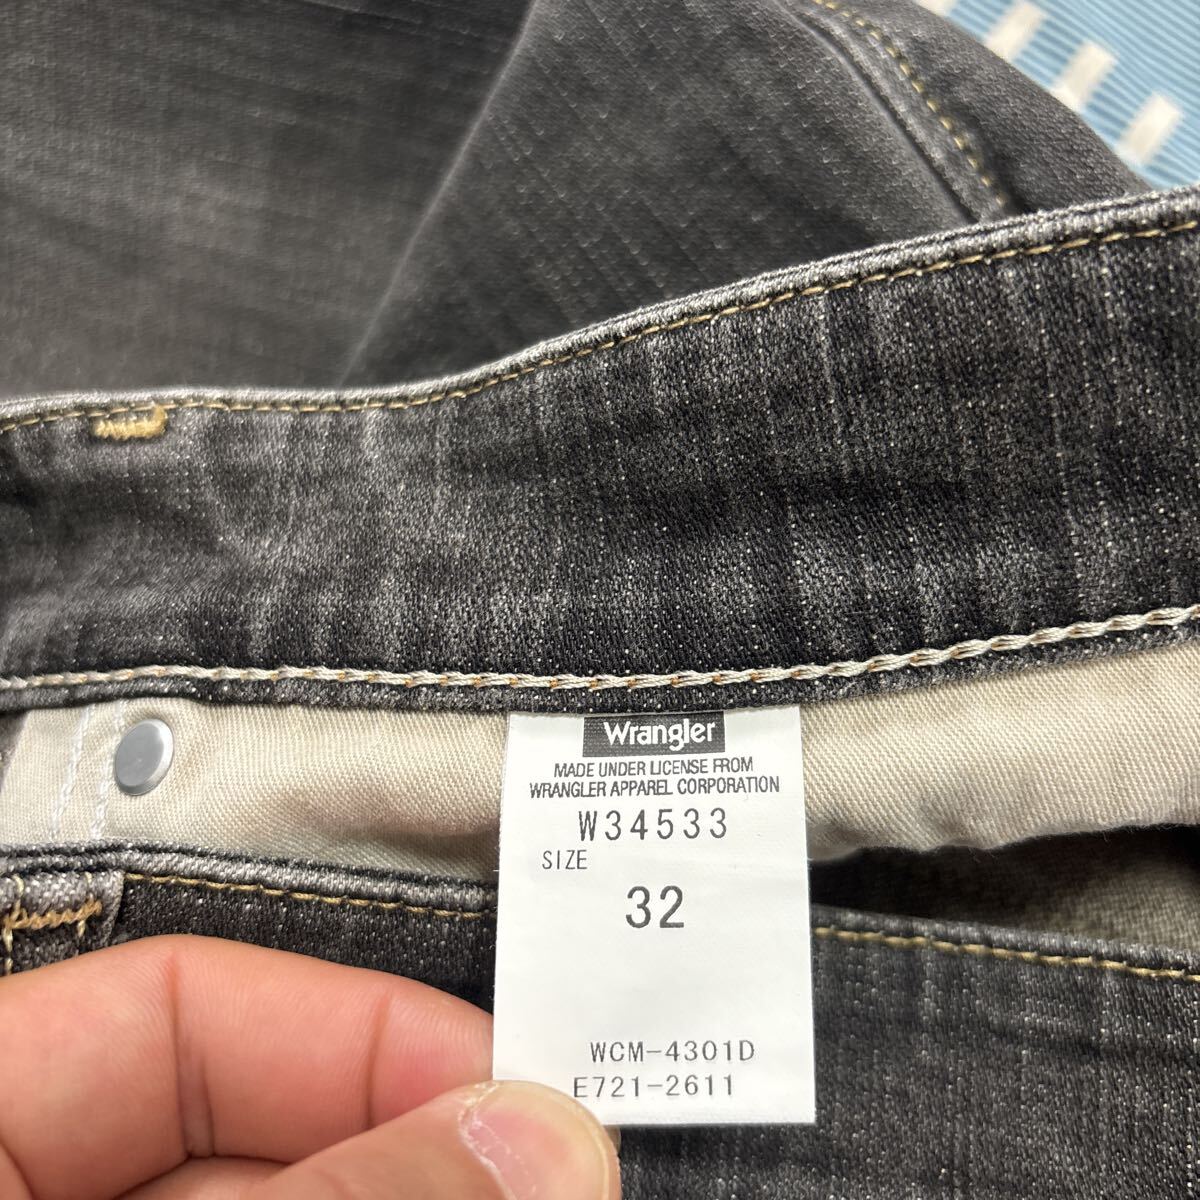 Wrangler
MADE UNDER LICENSE FROM
WRANGLER APPAREL CORPORATION
W34533
SIZE
32
WCM-4301D
E721-2611